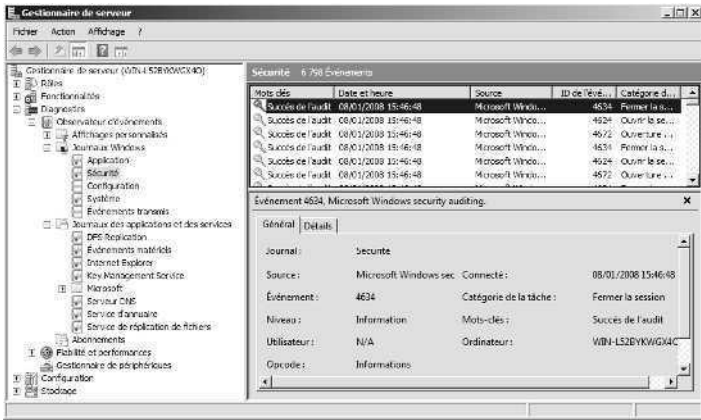 Gestionnaire de serveur
Fichier Action Affichage ?
Gestionnaire de serveur (WIN-L52BYKWGX4O)
Rôles
Fonctionnalités
Diagnostics
Observateur d'événements
Affichages personnalisés
Journaux Windows
Application
Sécurité
Configuration
Système
Événements transmis
Journaux des applications et des services
DFS Replication
Événements matériels
Internet Explorer
Key Management Service
Microsoft
Serveur DNS
Service d'annuaire
Service de réplication de fichiers
Abonnements
Fiabilité et performances
Gestionnaire de périphériques
Configuration
Stockage
Sécurité 6 798 Événements
Mots clés Date et heure Source ID de l'évé... Catégorie d...
Succès de l'audit 08/01/2008 15:46:48 Microsoft Windo... 4634 Fermer la s...
Succès de l'audit 08/01/2008 15:46:48 Microsoft Windo... 4624 Ouvrir la se...
Succès de l'audit 08/01/2008 15:46:48 Microsoft Windo... 4672 Ouverture ...
Succès de l'audit 08/01/2008 15:46:48 Microsoft Windo... 4634 Fermer la s...
Succès de l'audit 08/01/2008 15:46:48 Microsoft Windo... 4624 Ouvrir la se...
Succès de l'audit 08/01/2008 15:46:48 Microsoft Windo... 4672 Ouverture ...
Événement 4634, Microsoft Windows security auditing.
Général Détails
Journal : Sécurité
Source : Microsoft Windows sec Connecté : 08/01/2008 15:46:48
Événement : 4634 Catégorie de la tâche : Fermer la session
Niveau : Information Mots-clés : Succès de l'audit
Utilisateur : N/A Ordinateur : WIN-L52BYKWGX4C
Opcode : Informations